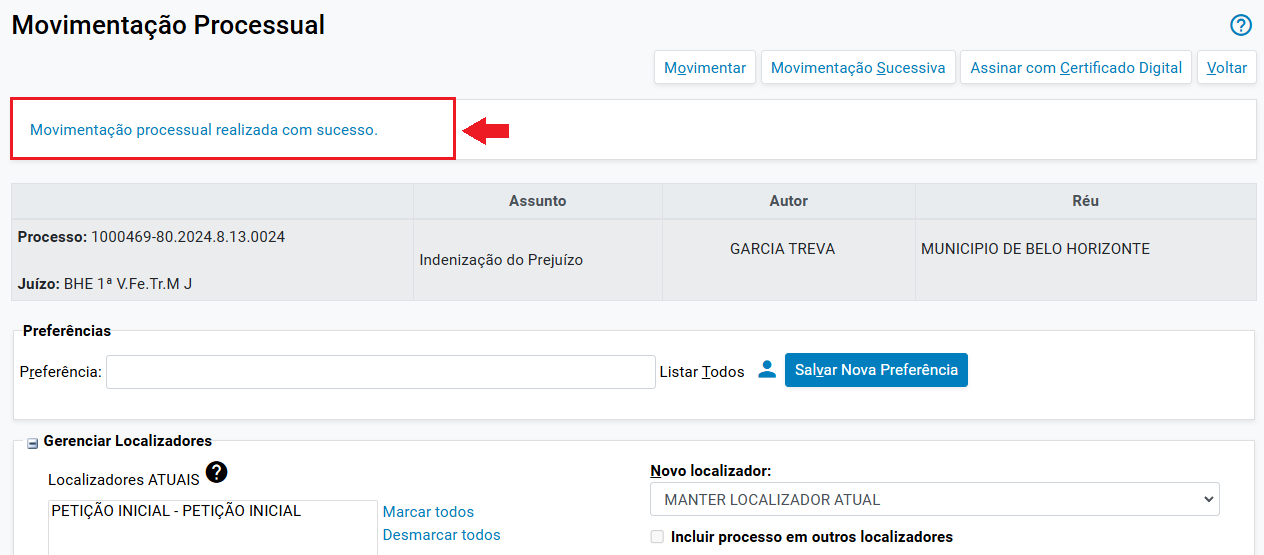 Movimentação Processual
?
Movimentar
Movimentação Sucessiva
Assinar com Certificado Digital
Voltar
Movimentação processual realizada com sucesso.
Assunto
Autor
Réu
Processo: 1000469-80.2024.8.13.0024
Juízo: BHE 1ª V.Fe.Tr.M J
Indenização do Prejuízo
GARCIA TREVA
MUNICIPIO DE BELO HORIZONTE
Preferências
Preferência:
Listar Todos
Salvar Nova Preferência
Gerenciar Localizadores
Localizadores ATUAIS ?
PETIÇÃO INICIAL - PETIÇÃO INICIAL
Marcar todos
Desmarcar todos
Novo localizador:
MANTER LOCALIZADOR ATUAL
Incluir processo em outros localizadores